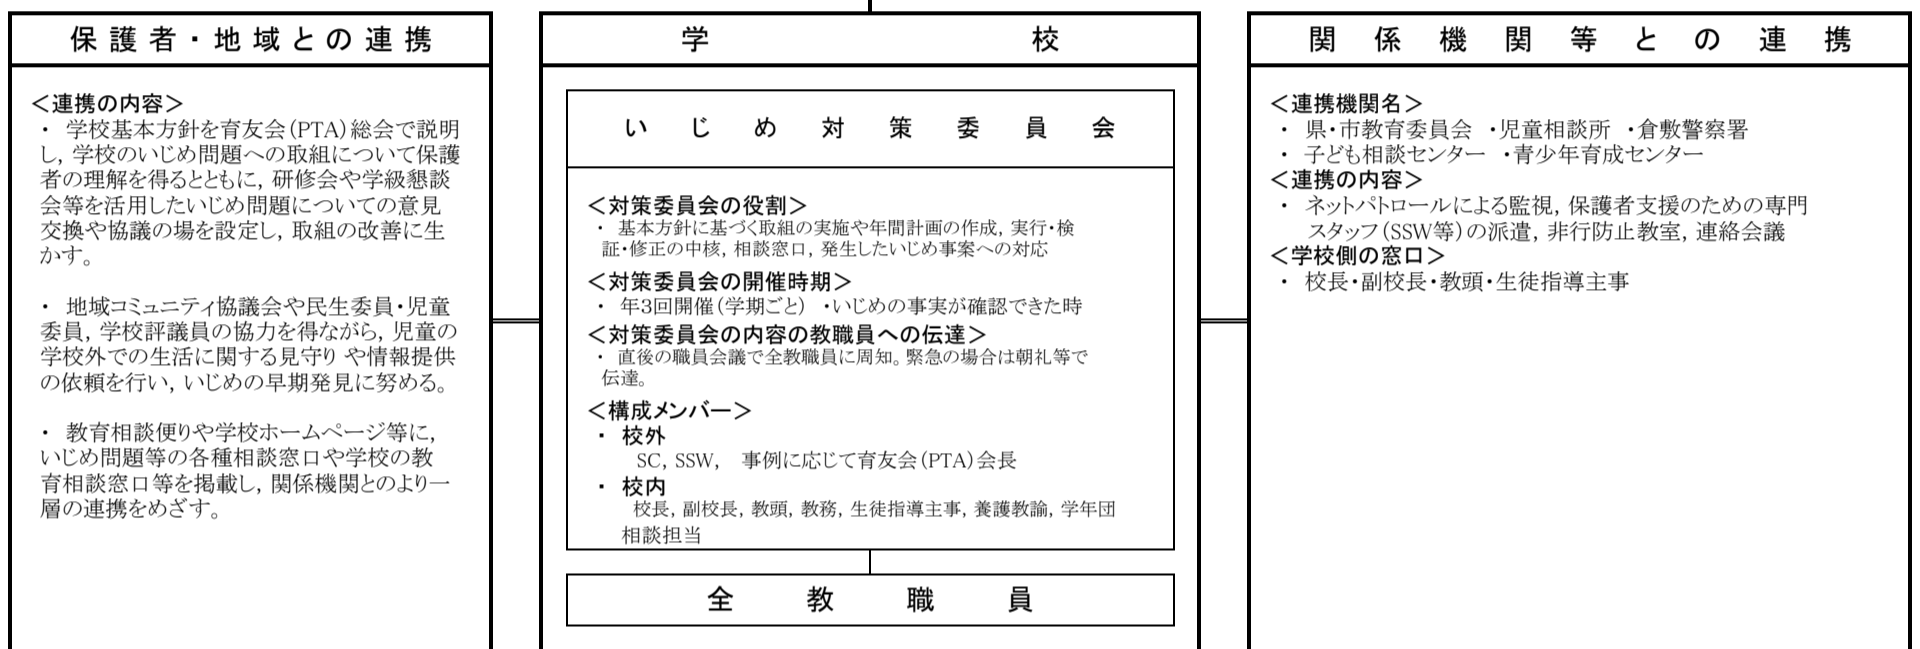 保護者・地域との連携
＜連携の内容＞
・ 学校基本方針を育友会(PTA)総会で説明
し，学校のいじめ問題への取組について保護
者の理解を得るとともに，研修会や学級懇談
会等を活用したいじめ問題についての意見
交換や協議の場を設定し，取組の改善に生
かす。
・ 地域コミュニティ協議会や民生委員・児童
委員，学校評議員の協力を得ながら，児童の
学校外での生活に関する見守り や情報提供
の依頼を行い，いじめの早期発見に努める。
・ 教育相談便りや学校ホームページ等に，
いじめ問題等の各種相談窓口や学校の教
育相談窓口等を掲載し，関係機関とのより一
層の連携をめざす。
学校
いじめ対策委員会
＜対策委員会の役割＞
・ 基本方針に基づく取組の実施や年間計画の作成，実行・検
証・修正の中核，相談窓口，発生したいじめ事案への対応
＜対策委員会の開催時期＞
・ 年3回開催(学期ごと) ・いじめの事実が確認できた時
＜対策委員会の内容の教職員への伝達＞
・ 直後の職員会議で全教職員に周知。緊急の場合は朝礼等で
伝達。
＜構成メンバー＞
・ 校外
SC，SSW， 事例に応じて育友会(PTA)会長
・ 校内
校長，副校長，教頭，教務，生徒指導主事，養護教諭，学年団
相談担当
全教職員
関係機関等との連携
＜連携機関名＞
・ 県・市教育委員会 ・児童相談所 ・倉敷警察署
・ 子ども相談センター ・青少年育成センター
＜連携の内容＞
・ ネットパトロールによる監視，保護者支援のための専門
スタッフ(SSW等)の派遣，非行防止教室，連絡会議
＜学校側の窓口＞
・ 校長・副校長・教頭・生徒指導主事